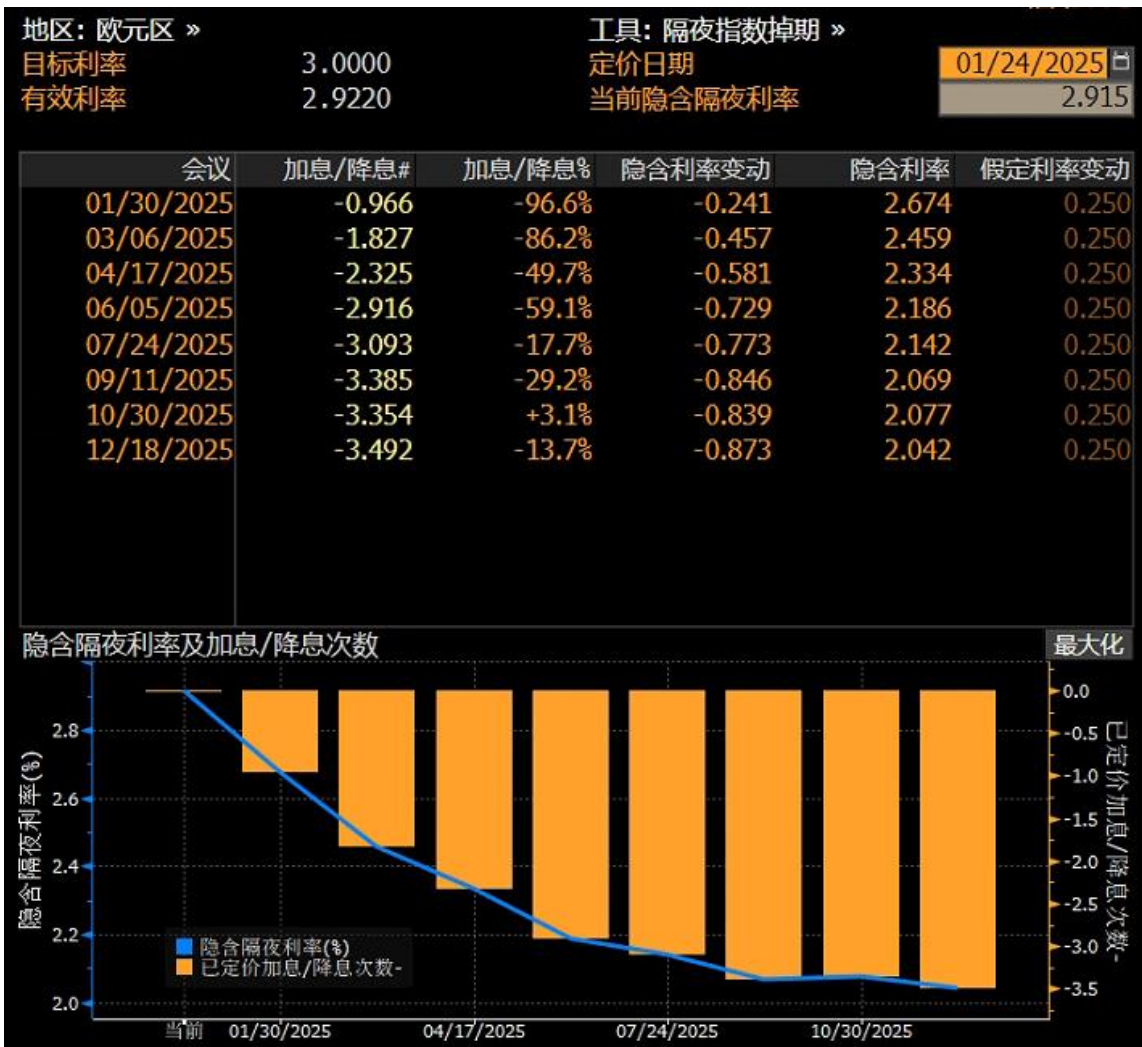 地区: 欧元区 » 工具: 隔夜指数掉期 »
目标利率 3.0000 定价日期 01/24/2025
有效利率 2.9220 当前隐含隔夜利率 2.915
会议 加息/降息# 加息/降息% 隐含利率变动 隐含利率 假定利率变动
01/30/2025 -0.966 -96.6% -0.241 2.674 0.250
03/06/2025 -1.827 -86.2% -0.457 2.459 0.250
04/17/2025 -2.325 -49.7% -0.581 2.334 0.250
06/05/2025 -2.916 -59.1% -0.729 2.186 0.250
07/24/2025 -3.093 -17.7% -0.773 2.142 0.250
09/11/2025 -3.385 -29.2% -0.846 2.069 0.250
10/30/2025 -3.354 +3.1% -0.839 2.077 0.250
12/18/2025 -3.492 -13.7% -0.873 2.042 0.250
隐含隔夜利率及加息/降息次数 最大化
隐含隔夜利率(%)
2.8
2.6
2.4
2.2
2.0
隐含隔夜利率(%)
已定价加息/降息次数-
0.0
-0.5
-1.0
-1.5
-2.0
-2.5
-3.0
-3.5
已定价加息/降息次数-
当前 01/30/2025 04/17/2025 07/24/2025 10/30/2025